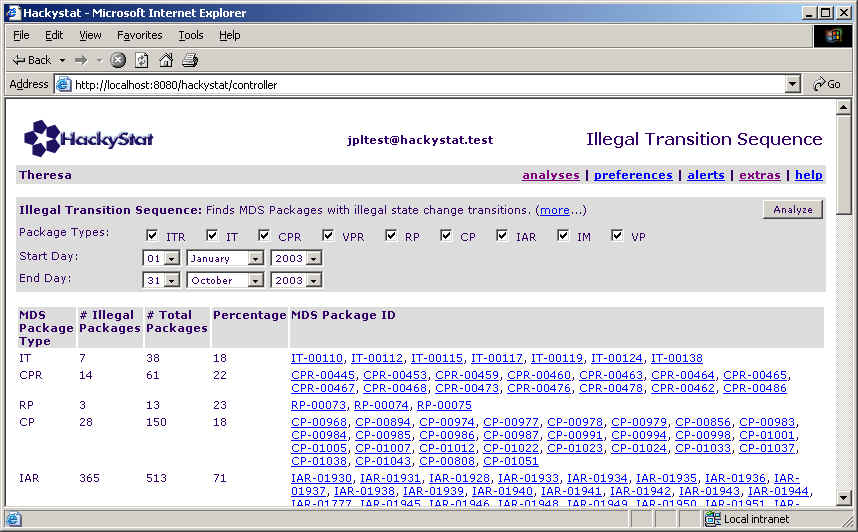 Hackystat - Microsoft Internet Explorer
File Edit View Favorites Tools Help
Back
Address http://localhost:8080/hackystat/controller Go
HackyStat jpltest@hackystat.test Illegal Transition Sequence
Theresa analyses | preferences | alerts | extras | help
Illegal Transition Sequence: Finds MDS Packages with illegal state change transitions. (more...) Analyze
Package Types: ITR IT CPR VPR RP CP IAR IM VP
Start Day: 01 January 2003
End Day: 31 October 2003
MDS Package Type # Illegal Packages # Total Packages Percentage MDS Package ID
IT 7 38 18 IT-00110, IT-00112, IT-00115, IT-00117, IT-00119, IT-00124, IT-00138
CPR 14 61 22 CPR-00445, CPR-00453, CPR-00459, CPR-00460, CPR-00463, CPR-00464, CPR-00465,
CPR-00467, CPR-00468, CPR-00473, CPR-00476, CPR-00478, CPR-00462, CPR-00486
RP 3 13 23 RP-00073, RP-00074, RP-00075
CP 28 150 18 CP-00968, CP-00894, CP-00974, CP-00977, CP-00978, CP-00979, CP-00856, CP-00983,
CP-00984, CP-00985, CP-00986, CP-00987, CP-00991, CP-00994, CP-00998, CP-01001,
CP-01005, CP-01007, CP-01012, CP-01022, CP-01023, CP-01024, CP-01033, CP-01037,
CP-01038, CP-01043, CP-00808, CP-01051
IAR 365 513 71 IAR-01930, IAR-01931, IAR-01928, IAR-01933, IAR-01934, IAR-01935, IAR-01936, IAR-
01937, IAR-01938, IAR-01939, IAR-01940, IAR-01941, IAR-01942, IAR-01943, IAR-01944,
IAR-01777, IAR-01945, IAR-01946, IAR-01948, IAR-01949, IAR-01950, IAR-01951, IAR-
Local intranet